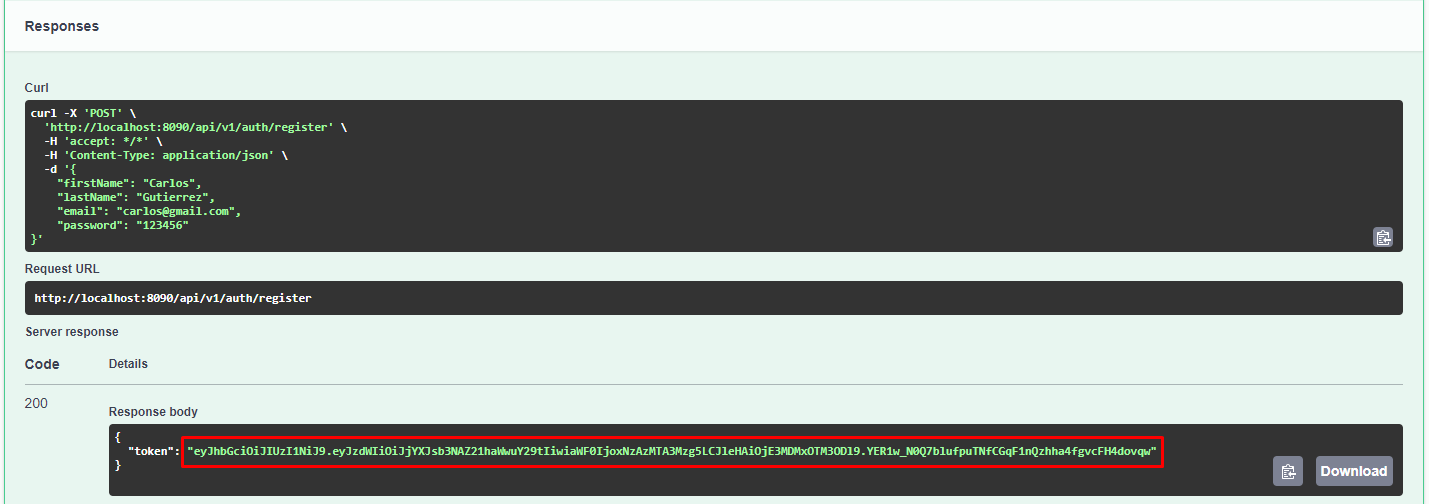 Responses
Curl
curl -X 'POST' \
'http://localhost:8090/api/v1/auth/register' \
-H 'accept: */*' \
-H 'Content-Type: application/json' \
-d '{
"firstName": "Carlos",
"lastName": "Gutierrez",
"email": "carlos@gmail.com",
"password": "123456"
}'
Request URL
http://localhost:8090/api/v1/auth/register
Server response
Code Details
200
Response body
{
"token": "eyJhbGciOiJIUzI1NiJ9.eyJzdWIiOiJjYXJsb3NAZ21haWwuY29tIiwiaWF0IjoxNzAzMTA3Mzg5LCJleHAiOjE3MDMxOTM3ODl9.YER1w_N0Q7blufpuTNfCGqF1nQzhha4fgvcFH4dovqw"
}
Download